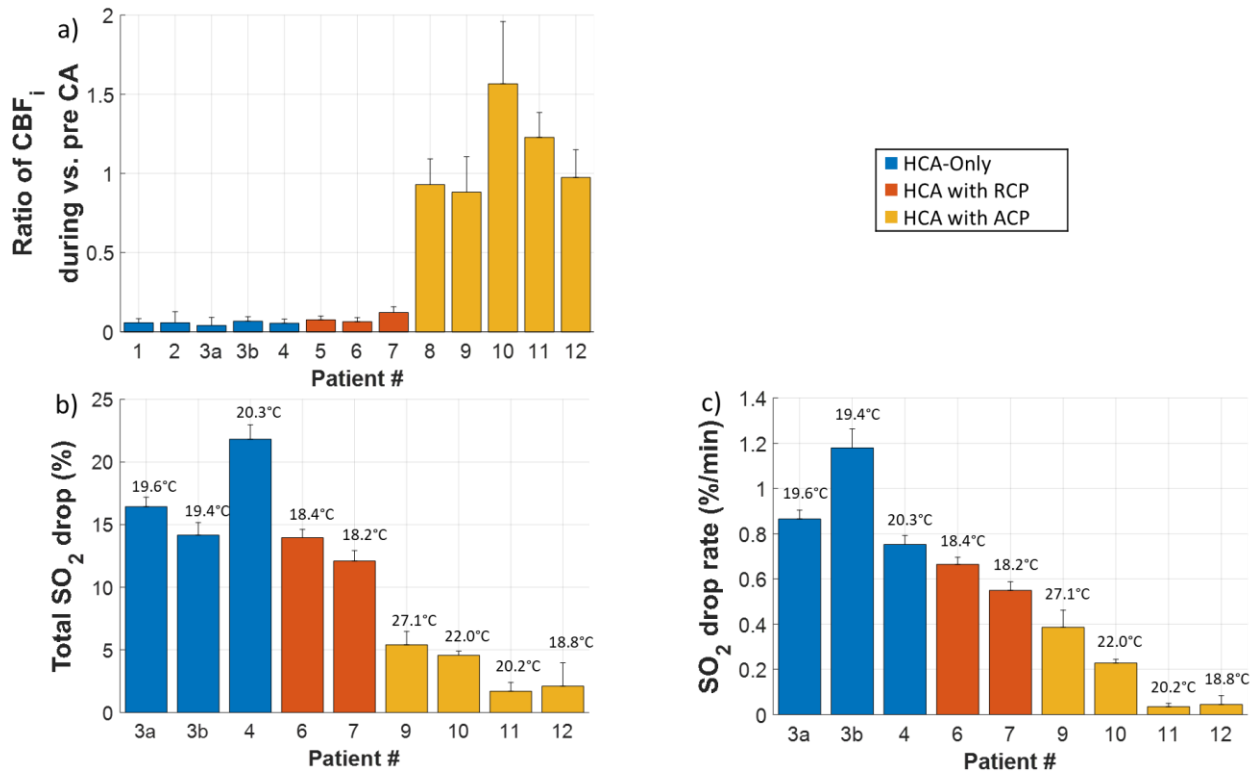 a)
Ratio of CBFi
during vs. pre CA
2
1.5
1
0.5
0
1 2 3a 3b 4 5 6 7 8 9 10 11 12
Patient #
HCA-Only
HCA with RCP
HCA with ACP
b)
Total SO2 drop (%)
25
20
15
10
5
0
19.6°C 19.4°C 20.3°C 18.4°C 18.2°C 27.1°C 22.0°C 20.2°C 18.8°C
3a 3b 4 6 7 9 10 11 12
Patient #
c)
SO2 drop rate (%/min)
1.4
1.2
1
0.8
0.6
0.4
0.2
0
19.6°C 19.4°C 20.3°C 18.4°C 18.2°C 27.1°C 22.0°C 20.2°C 18.8°C
3a 3b 4 6 7 9 10 11 12
Patient #